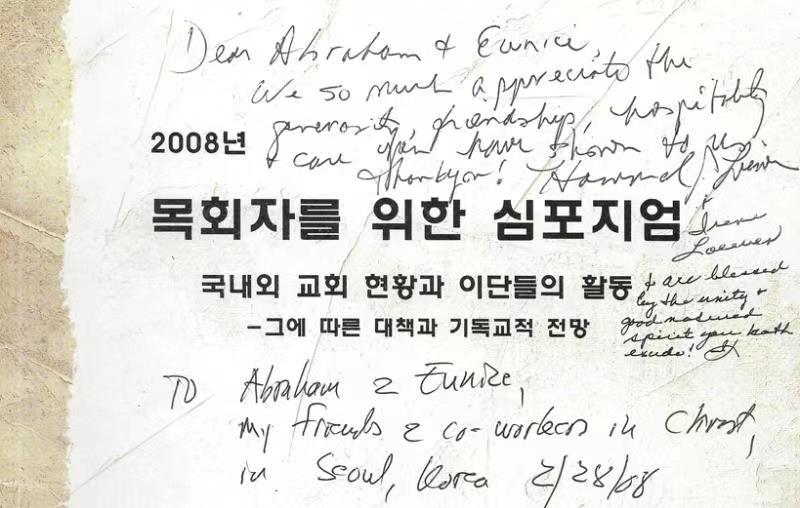 Dear Abraham & Eunice,
We so much appreciate the
generosity, friendship, hospitality
& care you have shown to us
2008년
Thankyou! Howard J. Loewen
목회자를 위한 심포지엄
&
Irene
Loewen
국내외 교회 현황과 이단들의 활동
-그에 따른 대책과 기독교적 전망
& are blessed
by the unity &
good natured
spirit you both
exude!
TO Abraham & Eunice,
my friends & co-workers in Christ,
in Seoul, Korea 2/28/08